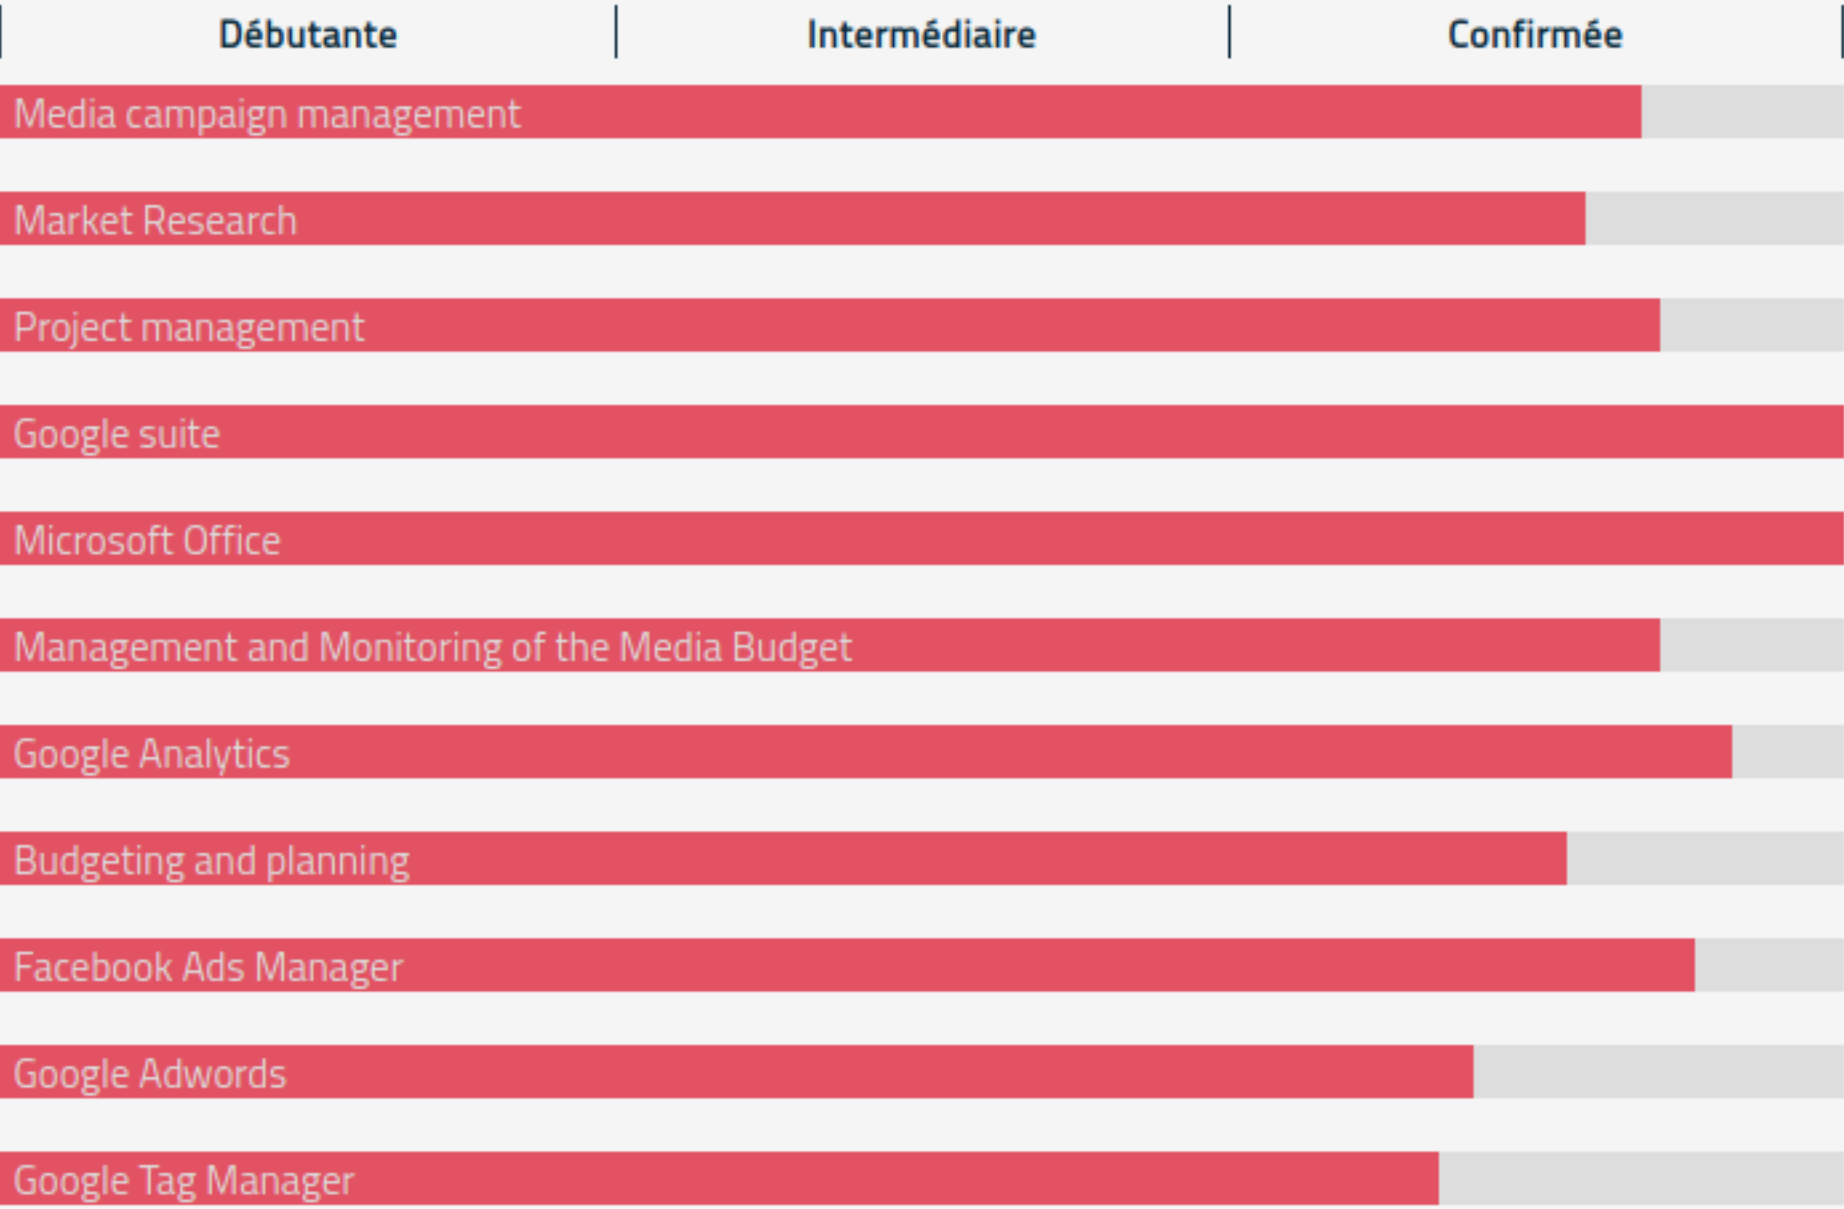 Débutante
Intermédiaire
Confirmée
Media campaign management
Market Research
Project management
Google suite
Microsoft Office
Management and Monitoring of the Media Budget
Google Analytics
Budgeting and planning
Facebook Ads Manager
Google Adwords
Google Tag Manager